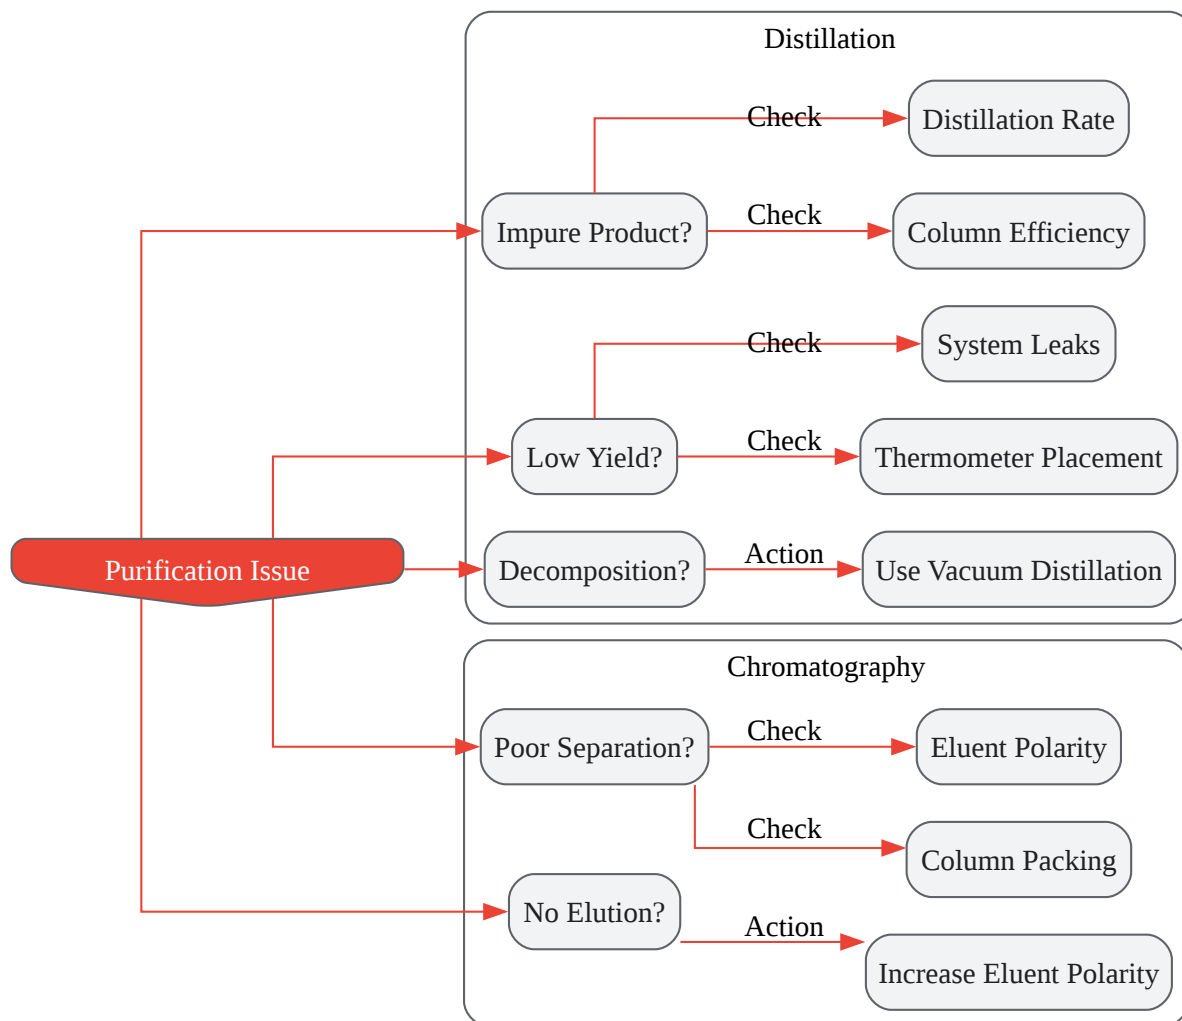 Distillation
Check
Distillation Rate
Impure Product?
Check
Column Efficiency
Check
System Leaks
Low Yield?
Check
Thermometer Placement
Purification Issue
Decomposition?
Action
Use Vacuum Distillation
Chromatography
Poor Separation?
Check
Eluent Polarity
Check
Column Packing
No Elution?
Action
Increase Eluent Polarity